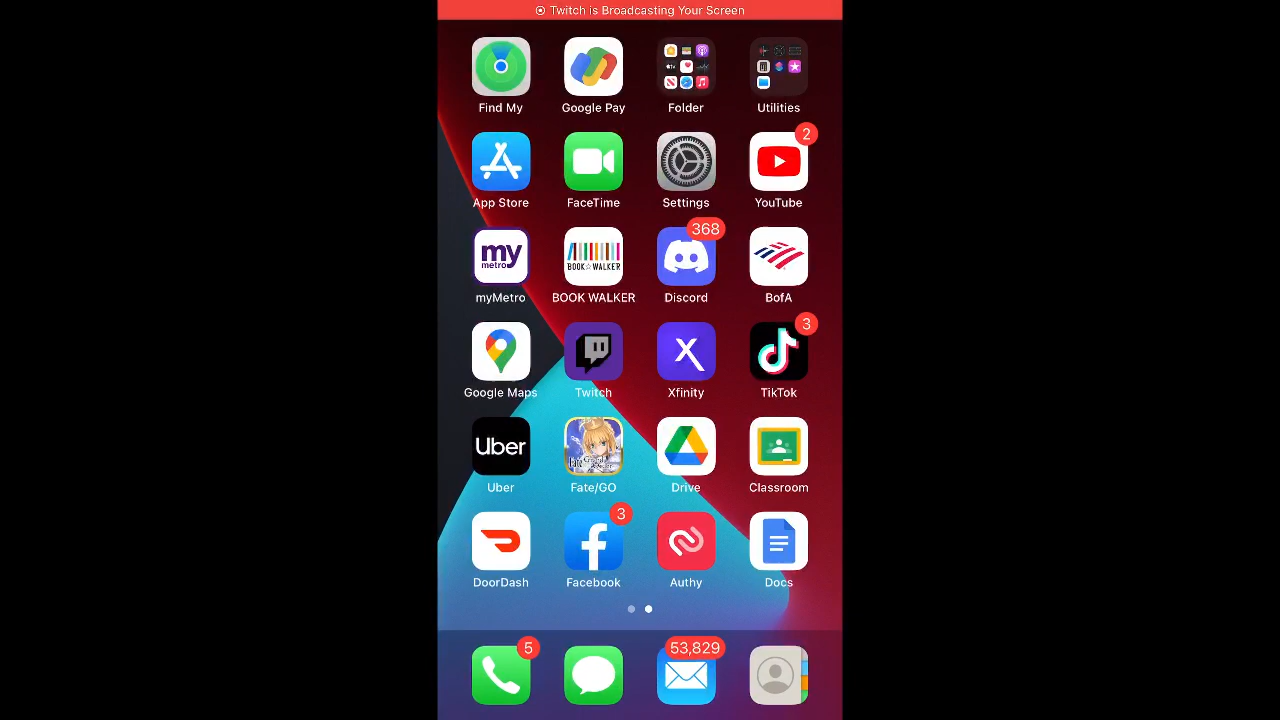 Twitch is Broadcasting Your Screen
Find My
Google Pay
Folder
Utilities
2
App Store
FaceTime
Settings
YouTube
my
metro
BOOK☆WALKER
368
myMetro
BOOK WALKER
Discord
BofA
3
X
Google Maps
Twitch
Xfinity
TikTok
Uber
Uber
Fate/GO
Drive
Classroom
3
DoorDash
Facebook
Authy
Docs
5
53,829